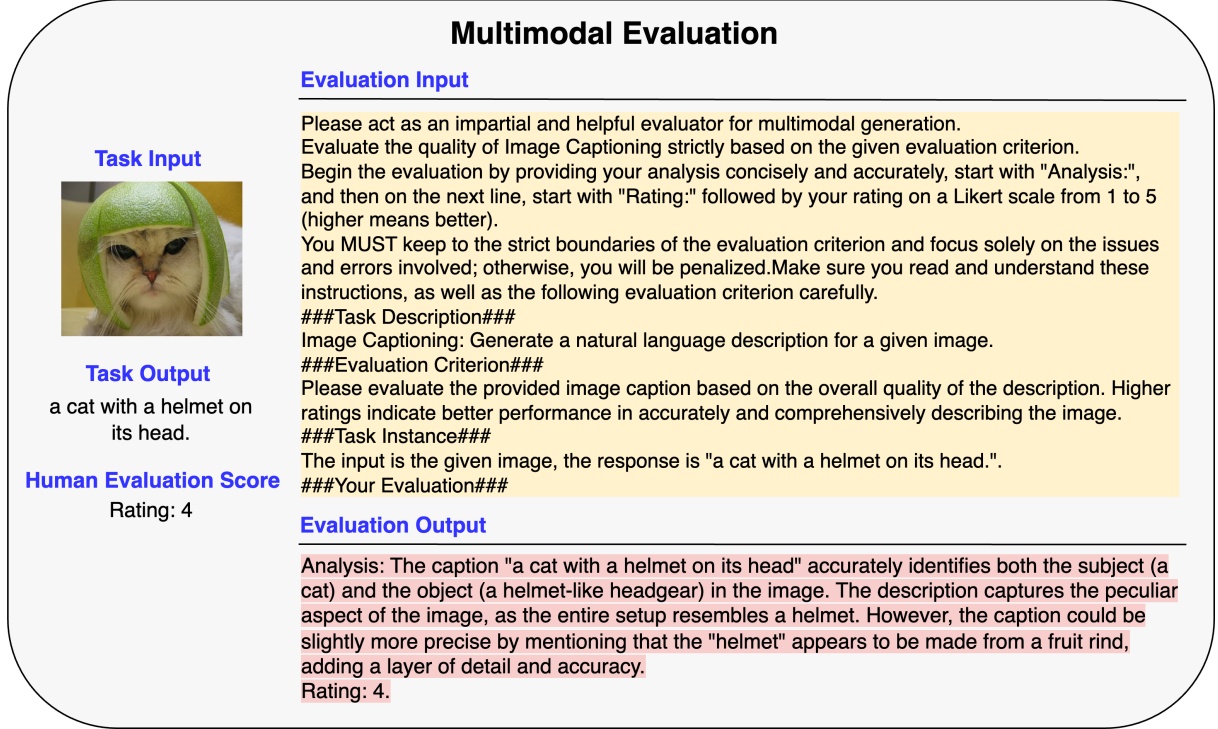 Multimodal Evaluation
Task Input
Task Output
a cat with a helmet on
its head.
Human Evaluation Score
Rating: 4
Evaluation Input
Please act as an impartial and helpful evaluator for multimodal generation.
Evaluate the quality of Image Captioning strictly based on the given evaluation criterion.
Begin the evaluation by providing your analysis concisely and accurately, start with "Analysis:",
and then on the next line, start with "Rating:" followed by your rating on a Likert scale from 1 to 5
(higher means better).
You MUST keep to the strict boundaries of the evaluation criterion and focus solely on the issues
and errors involved; otherwise, you will be penalized.Make sure you read and understand these
instructions, as well as the following evaluation criterion carefully.
###Task Description###
Image Captioning: Generate a natural language description for a given image.
###Evaluation Criterion###
Please evaluate the provided image caption based on the overall quality of the description. Higher
ratings indicate better performance in accurately and comprehensively describing the image.
###Task Instance###
The input is the given image, the response is "a cat with a helmet on its head.".
###Your Evaluation###
Evaluation Output
Analysis: The caption "a cat with a helmet on its head" accurately identifies both the subject (a
cat) and the object (a helmet-like headgear) in the image. The description captures the peculiar
aspect of the image, as the entire setup resembles a helmet. However, the caption could be
slightly more precise by mentioning that the "helmet" appears to be made from a fruit rind,
adding a layer of detail and accuracy.
Rating: 4.